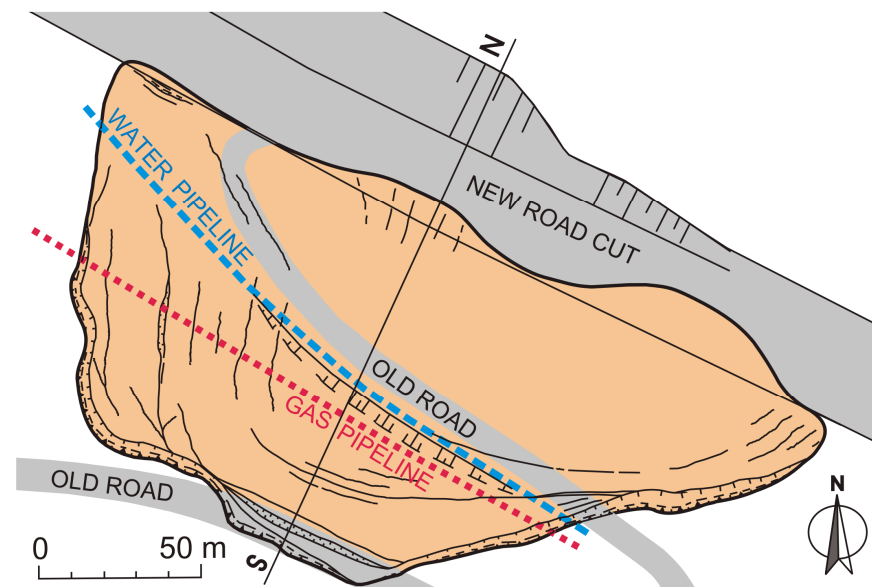 N
WATER PIPELINE
NEW ROAD CUT
OLD ROAD
GAS PIPELINE
OLD ROAD
N
0 50 m
S